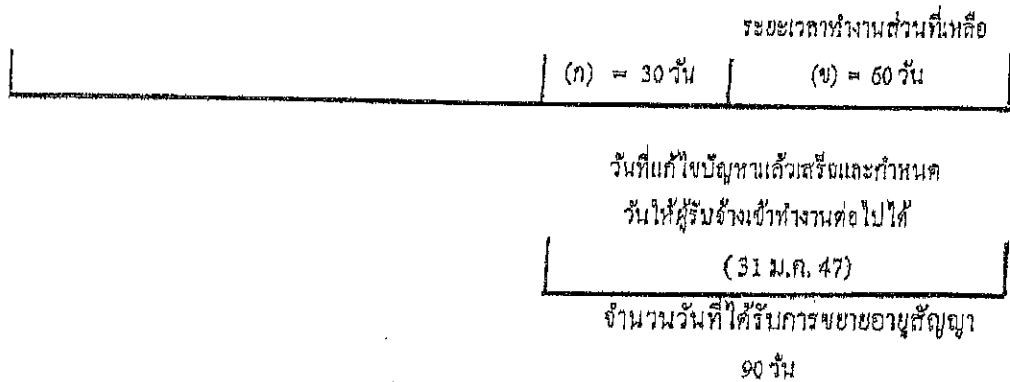 ระยะเวลาทำงานส่วนที่เหลือ
(ก) = 30 วัน (ข) = 60 วัน
วันที่แก้ไขปัญหาแล้วเสร็จและกำหนด
วันให้ผู้รับจ้างเข้าทำงานต่อไปได้
(31 ม.ค. 47)
จำนวนวันที่ได้รับการขยายอายุสัญญา
90 วัน